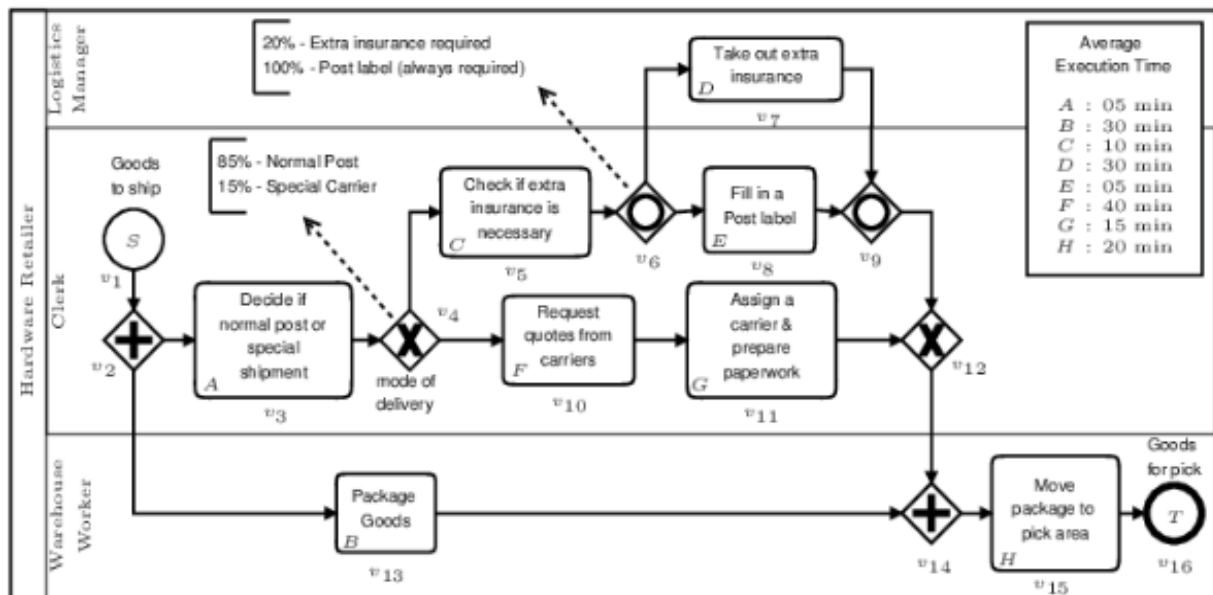 Hardware Retailer
Logistics
Manager
20% - Extra insurance required
100% - Post label (always required)
Take out extra
insurance
D
v7
Average
Execution Time
A : 05 min
B : 30 min
C : 10 min
D : 30 min
E : 05 min
F : 40 min
G : 15 min
H : 20 min
Clerk
Goods
to ship
S
v1
v2
85% - Normal Post
15% - Special Carrier
Decide if
normal post or
special
shipment
A
v3
v4
mode of
delivery
Check if extra
insurance is
necessary
C
v5
v6
Fill in a
Post label
E
v8
v9
Request
quotes from
carriers
F
v10
Assign a
carrier &
prepare
paperwork
G
v11
v12
Warehouse
Worker
Package
Goods
B
v13
v14
Move
package to
pick area
H
v15
Goods
for pick
T
v16